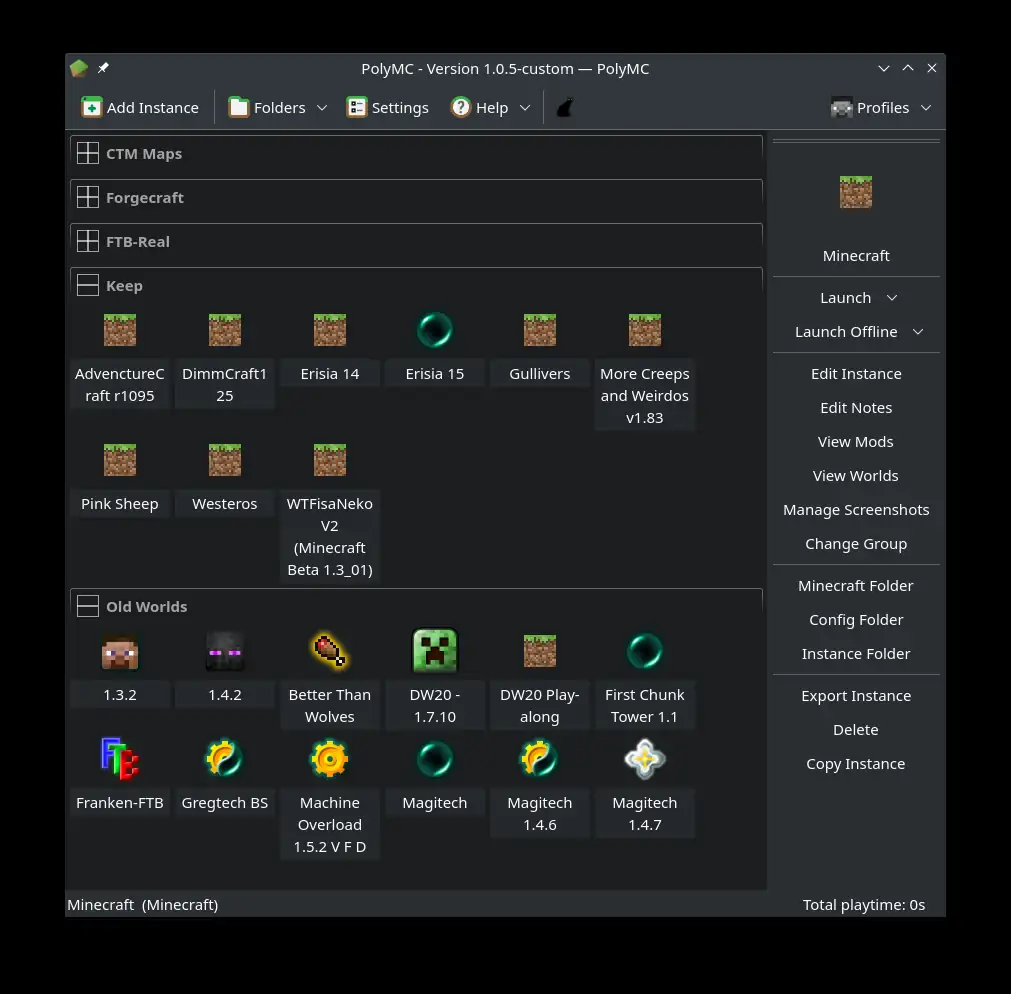 PolyMC - Version 1.0.5-custom — PolyMC
Add Instance Folders Settings Help Profiles
CTM Maps
Forgecraft
FTB-Real
Keep
AdvenctureC
raft r1095
DimmCraft1
25
Erisia 14
Erisia 15
Gullivers
More Creeps
and Weirdos
v1.83
Pink Sheep
Westeros
WTFisaNeko
V2
(Minecraft
Beta 1.3_01)
Old Worlds
1.3.2
1.4.2
Better Than
Wolves
DW20 -
1.7.10
DW20 Play-
along
First Chunk
Tower 1.1
FTB
Franken-FTB
Gregtech BS
Machine
Overload
1.5.2 V F D
Magitech
Magitech
1.4.6
Magitech
1.4.7
Minecraft
Launch
Launch Offline
Edit Instance
Edit Notes
View Mods
View Worlds
Manage Screenshots
Change Group
Minecraft Folder
Config Folder
Instance Folder
Export Instance
Delete
Copy Instance
Minecraft (Minecraft)
Total playtime: 0s